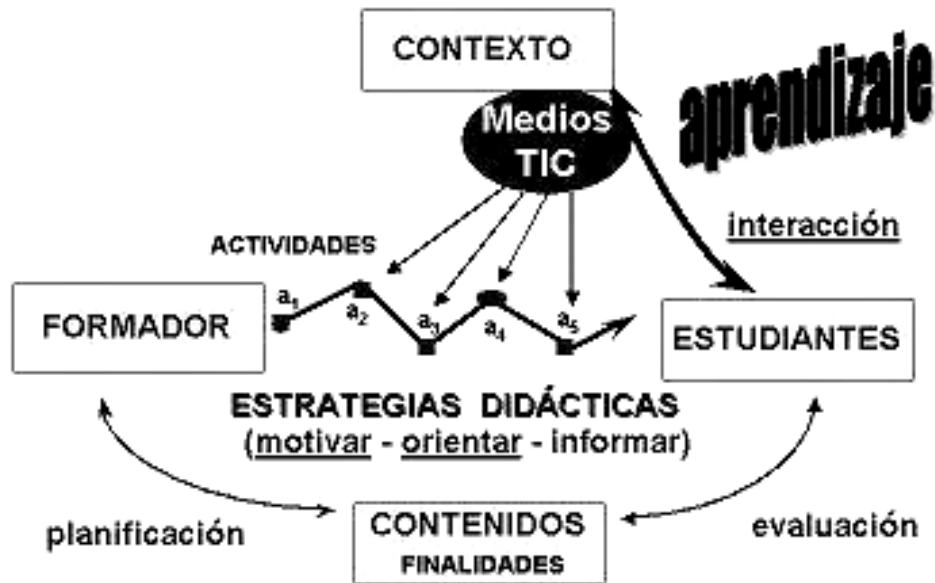 CONTEXTO
aprendizaje
Medios
TIC
interacción
ACTIVIDADES
a1
a2
a3
a4
a5
FORMADOR
ESTUDIANTES
ESTRATEGIAS DIDÁCTICAS
(motivar - orientar - informar)
planificación
CONTENIDOS
FINALIDADES
evaluación